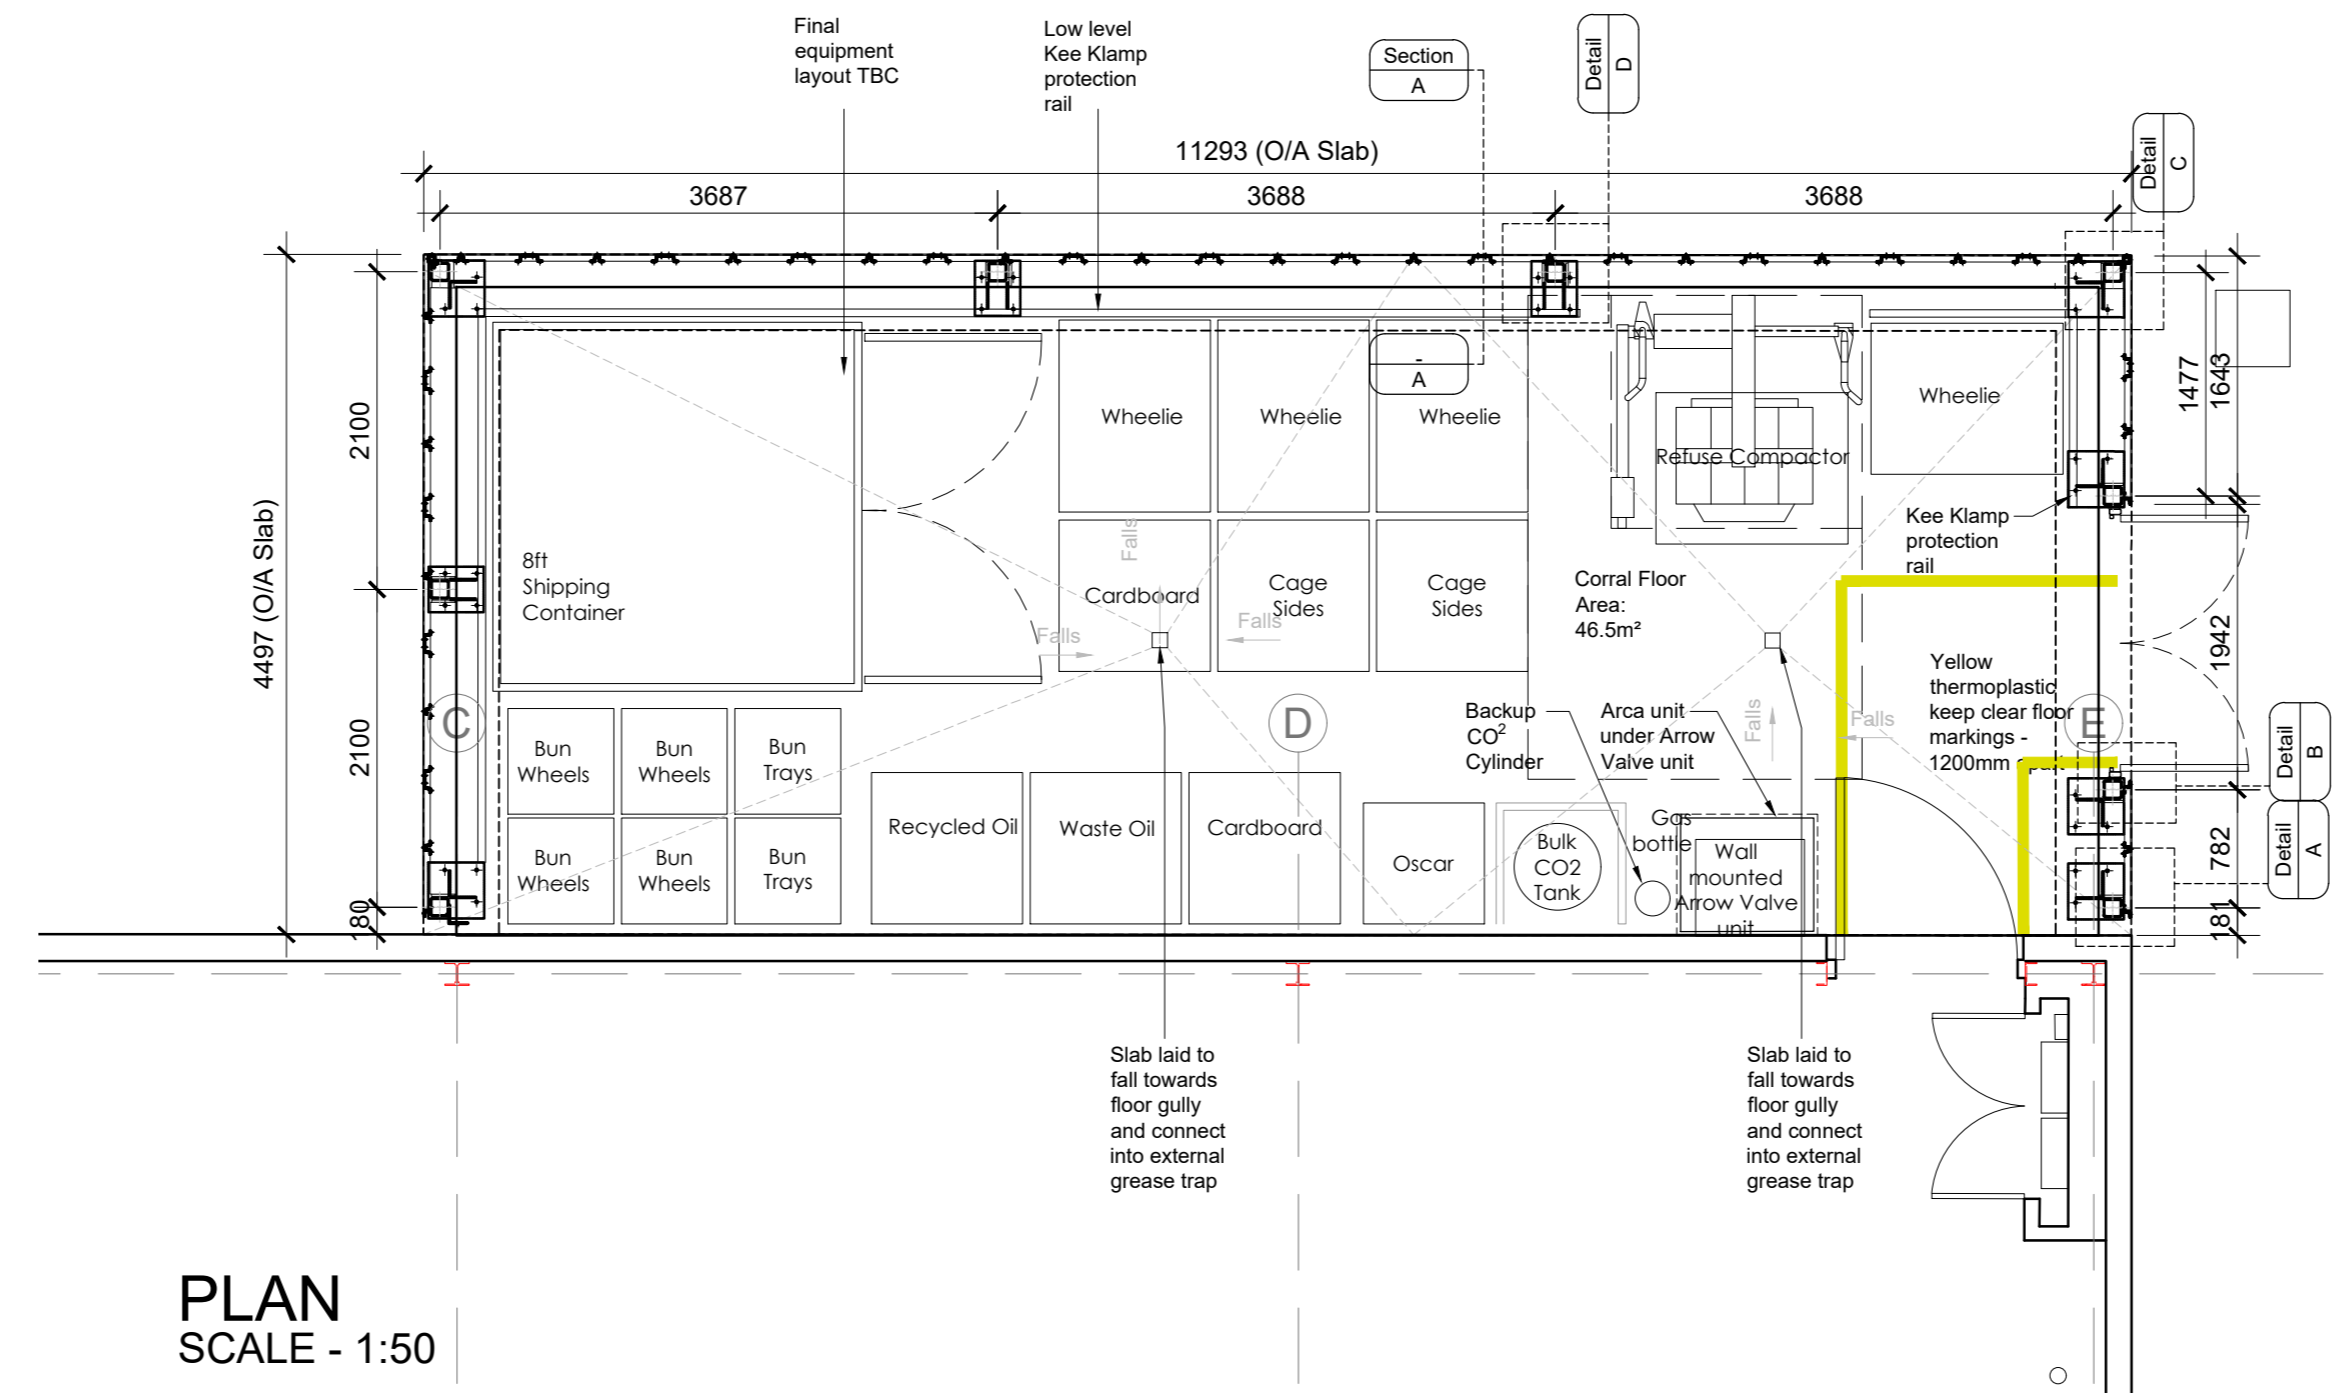 Final
equipment
layout TBC
Low level
Kee Klamp
protection
rail
Section
A
Detail
D
Detail
C
11293 (O/A Slab)
3687
3688
3688
4497 (O/A Slab)
2100
2100
180
1477
1643
1942
782
181
Wheelie
Wheelie
Wheelie
-
A
Wheelie
Refuse Compactor
Kee Klamp
protection
rail
8ft
Shipping
Container
Falls
Cardboard
Cage
Sides
Cage
Sides
Falls
Falls
Corral Floor
Area:
46.5m²
Yellow
thermoplastic
keep clear floor
markings -
1200mm apart
Falls
Falls
C
D
E
Backup
CO²
Cylinder
Arca unit
under Arrow
Valve unit
Detail
B
Detail
A
Bun
Wheels
Bun
Wheels
Bun
Trays
Bun
Wheels
Bun
Wheels
Bun
Trays
Recycled Oil
Waste Oil
Cardboard
Oscar
Bulk
CO2
Tank
Gas
bottle
Wall
mounted
Arrow Valve
unit
Slab laid to
fall towards
floor gully
and connect
into external
grease trap
Slab laid to
fall towards
floor gully
and connect
into external
grease trap
PLAN
SCALE - 1:50